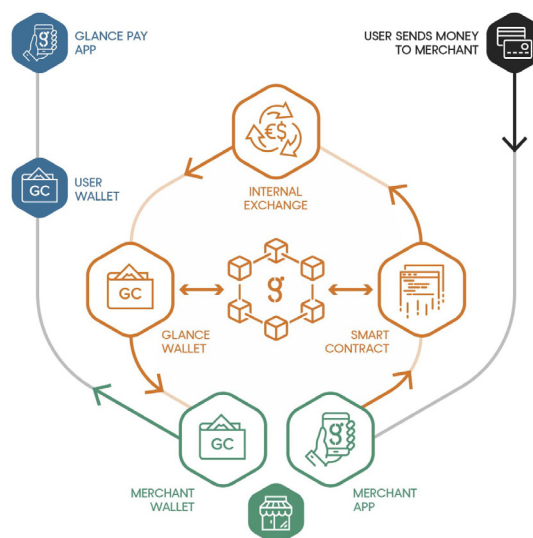 GLANCE PAY
APP
USER SENDS MONEY
TO MERCHANT
€$
INTERNAL
EXCHANGE
GC
USER
WALLET
GC
g
GLANCE
WALLET
SMART
CONTRACT
GC
g
MERCHANT
WALLET
MERCHANT
APP